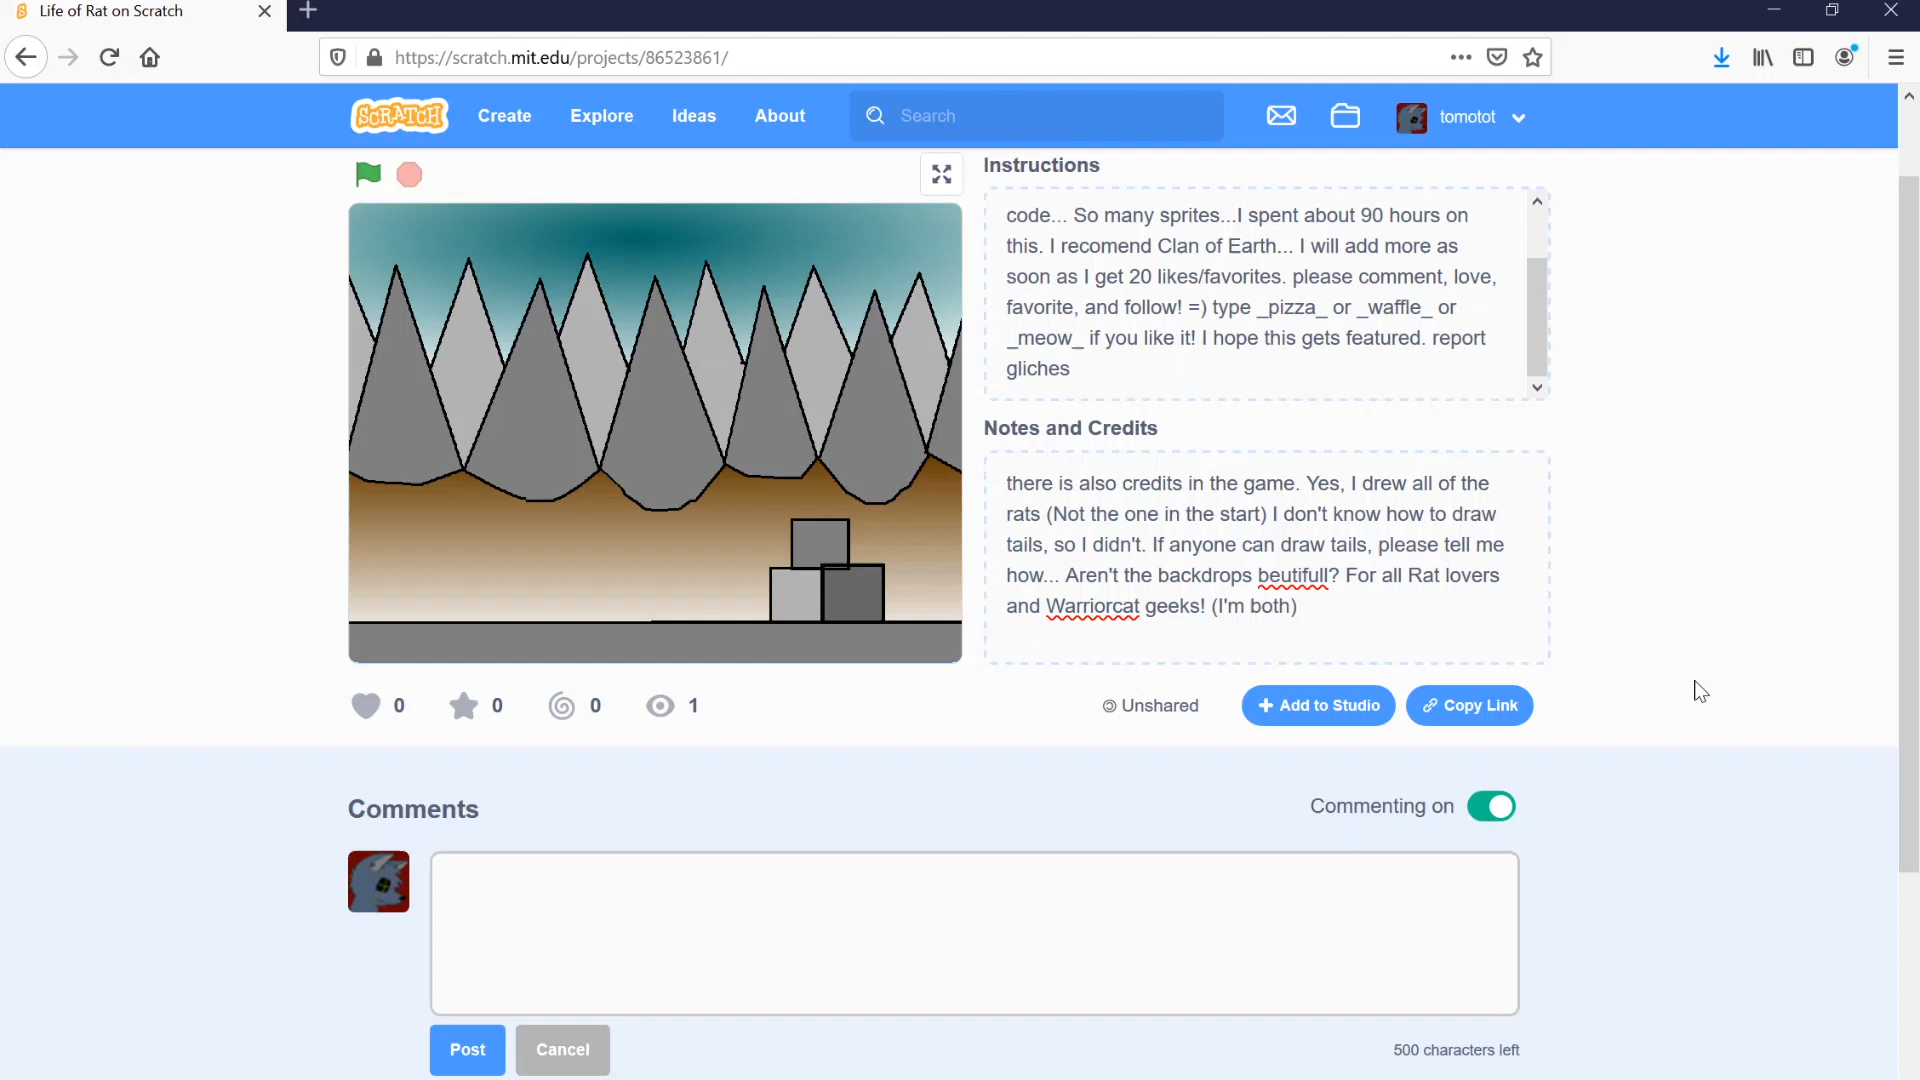 Life of Rat on Scratch
https://scratch.mit.edu/projects/86523861/
SCRATCH Create Explore Ideas About Search tomotot
Instructions
code... So many sprites...I spent about 90 hours on
this. I recomend Clan of Earth... I will add more as
soon as I get 20 likes/favorites. please comment, love,
favorite, and follow! =) type _pizza_ or _waffle_ or
_meow_ if you like it! I hope this gets featured. report
gliches
Notes and Credits
there is also credits in the game. Yes, I drew all of the
rats (Not the one in the start) I don't know how to draw
tails, so I didn't. If anyone can draw tails, please tell me
how... Aren't the backdrops beutifull? For all Rat lovers
and Warriorcat geeks! (I'm both)
0 0 0 1 Unshared Add to Studio Copy Link
Comments Commenting on
Post Cancel 500 characters left